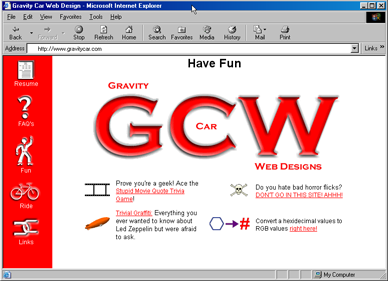 Gravity Car Web Design - Microsoft Internet Explorer
File Edit View Favorites Tools Help
Back Forward Stop Refresh Home Search Favorites Media History Mail Print
Address http://www.gravitycar.com Links »
Have Fun
Resume
FAQ's
Fun
Ride
Links
GRAVITY
GCW
CAR
WEB DESIGNS
Prove you're a geek! Ace the
Stupid Movie Quote Trivia
Game!
Do you hate bad horror flicks?
DON'T GO IN THIS SITE! AHHH!
Trivial Graffiti: Everything you
ever wanted to know about
Led Zeppelin but were afraid
to ask.
#
Convert a hexidecimal values to
RGB values right here!
My Computer